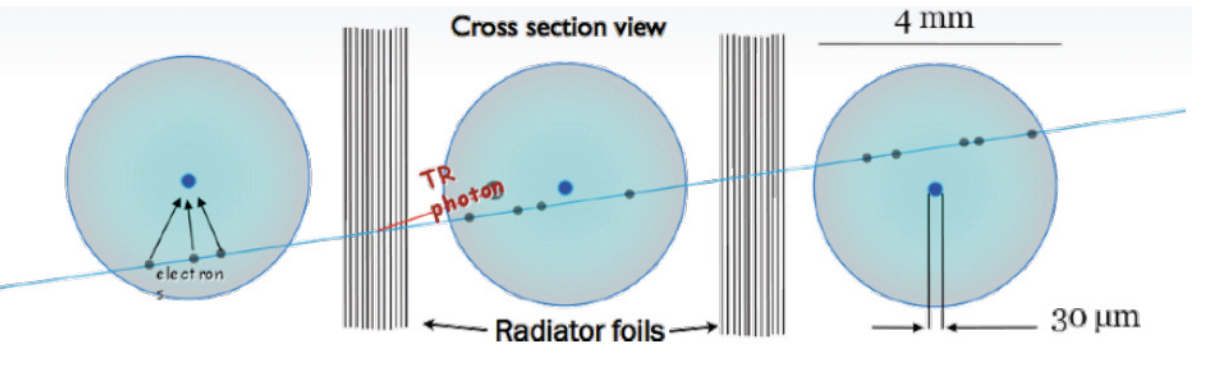 Cross section view
4 mm
TR
photon
electron
s
Radiator foils
30 µm